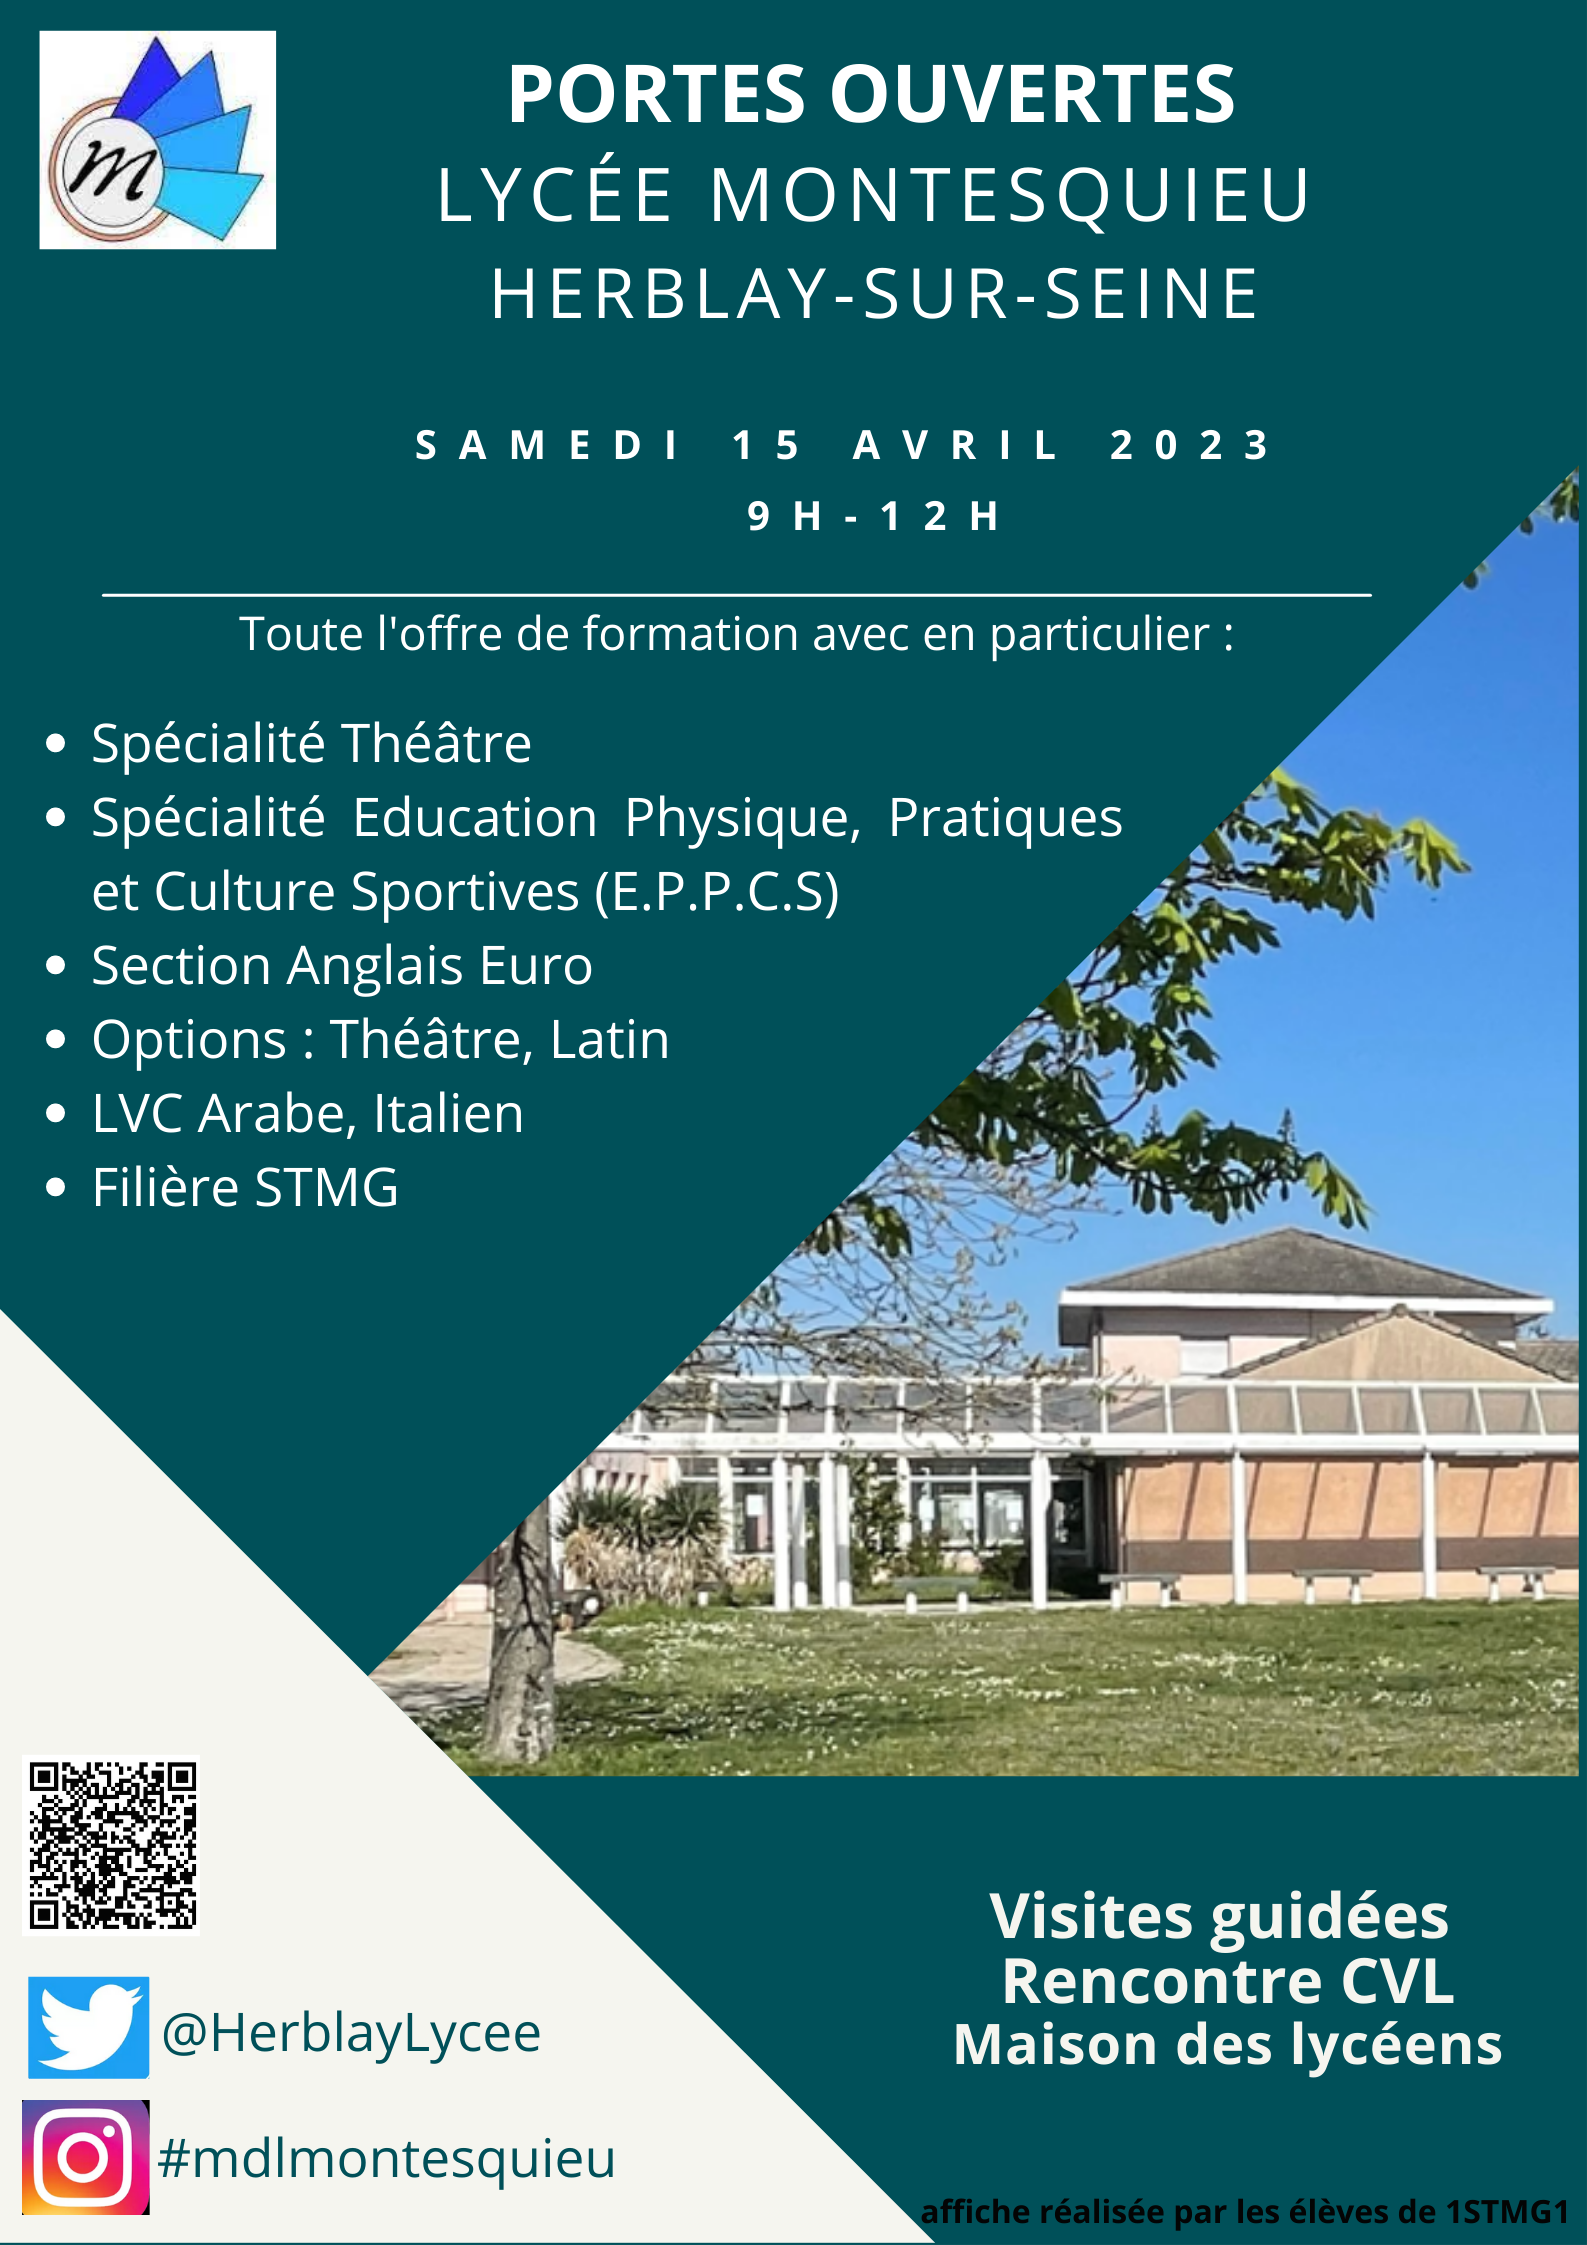 m
PORTES OUVERTES
LYCÉE MONTESQUIEU
HERBLAY-SUR-SEINE
SAMEDI 15 AVRIL 2023
9H-12H
Toute l'offre de formation avec en particulier :
• Spécialité Théâtre
• Spécialité Education Physique, Pratiques
et Culture Sportives (E.P.P.C.S)
• Section Anglais Euro
• Options : Théâtre, Latin
• LVC Arabe, Italien
• Filière STMG
@HerblayLycee
#mdlmontesquieu
Visites guidées
Rencontre CVL
Maison des lycéens
affiche réalisée par les élèves de 1STMG1